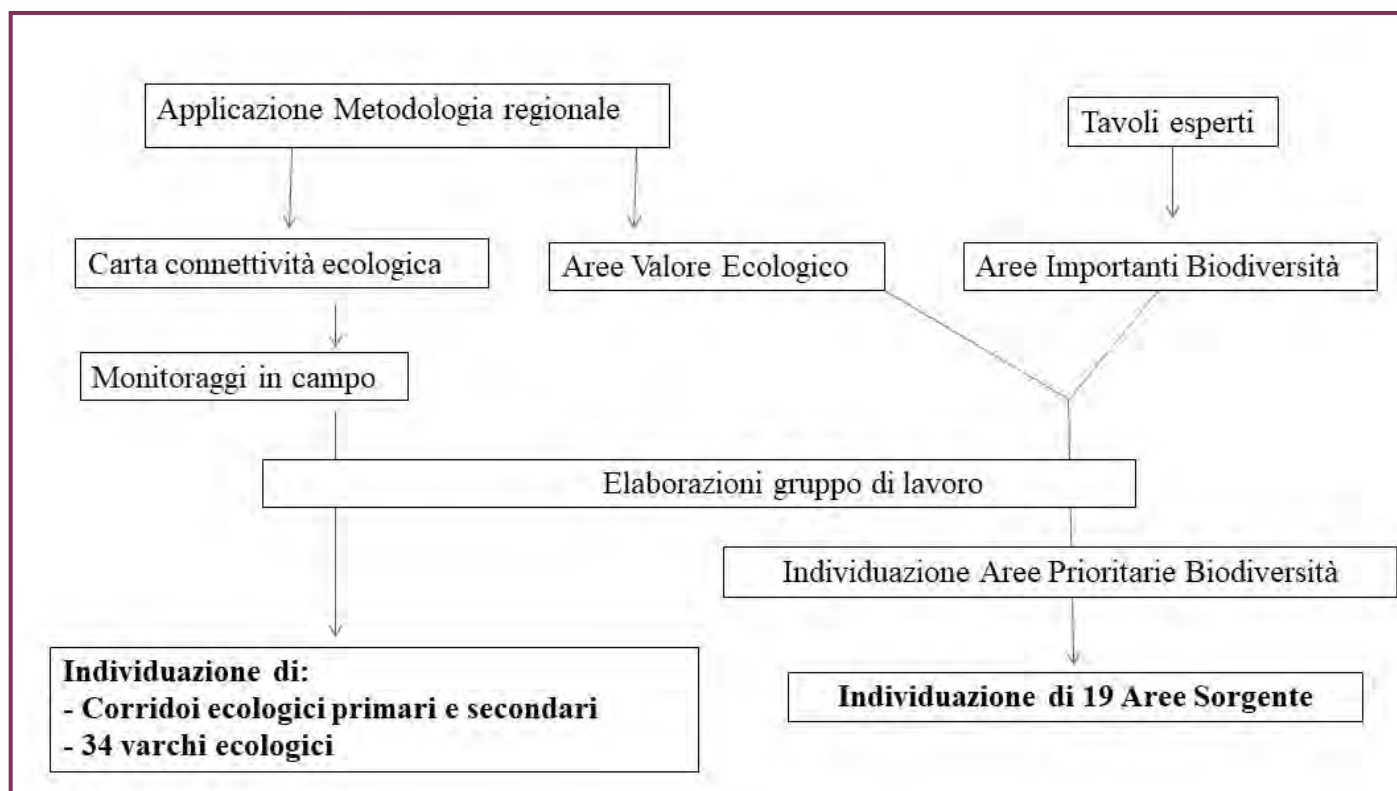 Applicazione Metodologia regionale
Tavoli esperti
Carta connettività ecologica
Aree Valore Ecologico
Aree Importanti Biodiversità
Monitoraggi in campo
Elaborazioni gruppo di lavoro
Individuazione Aree Prioritarie Biodiversità
Individuazione di:
- Corridoi ecologici primari e secondari
- 34 varchi ecologici
Individuazione di 19 Aree Sorgente